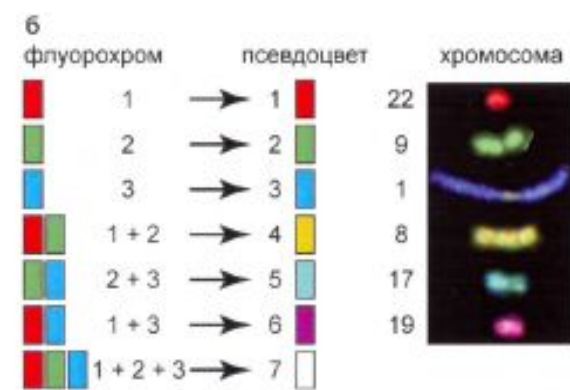 б
флуорохром псевдоцвет хромосома
1 1 22
2 2 9
3 3 1
1 + 2 4 8
2 + 3 5 17
1 + 3 6 19
1 + 2 + 3 7